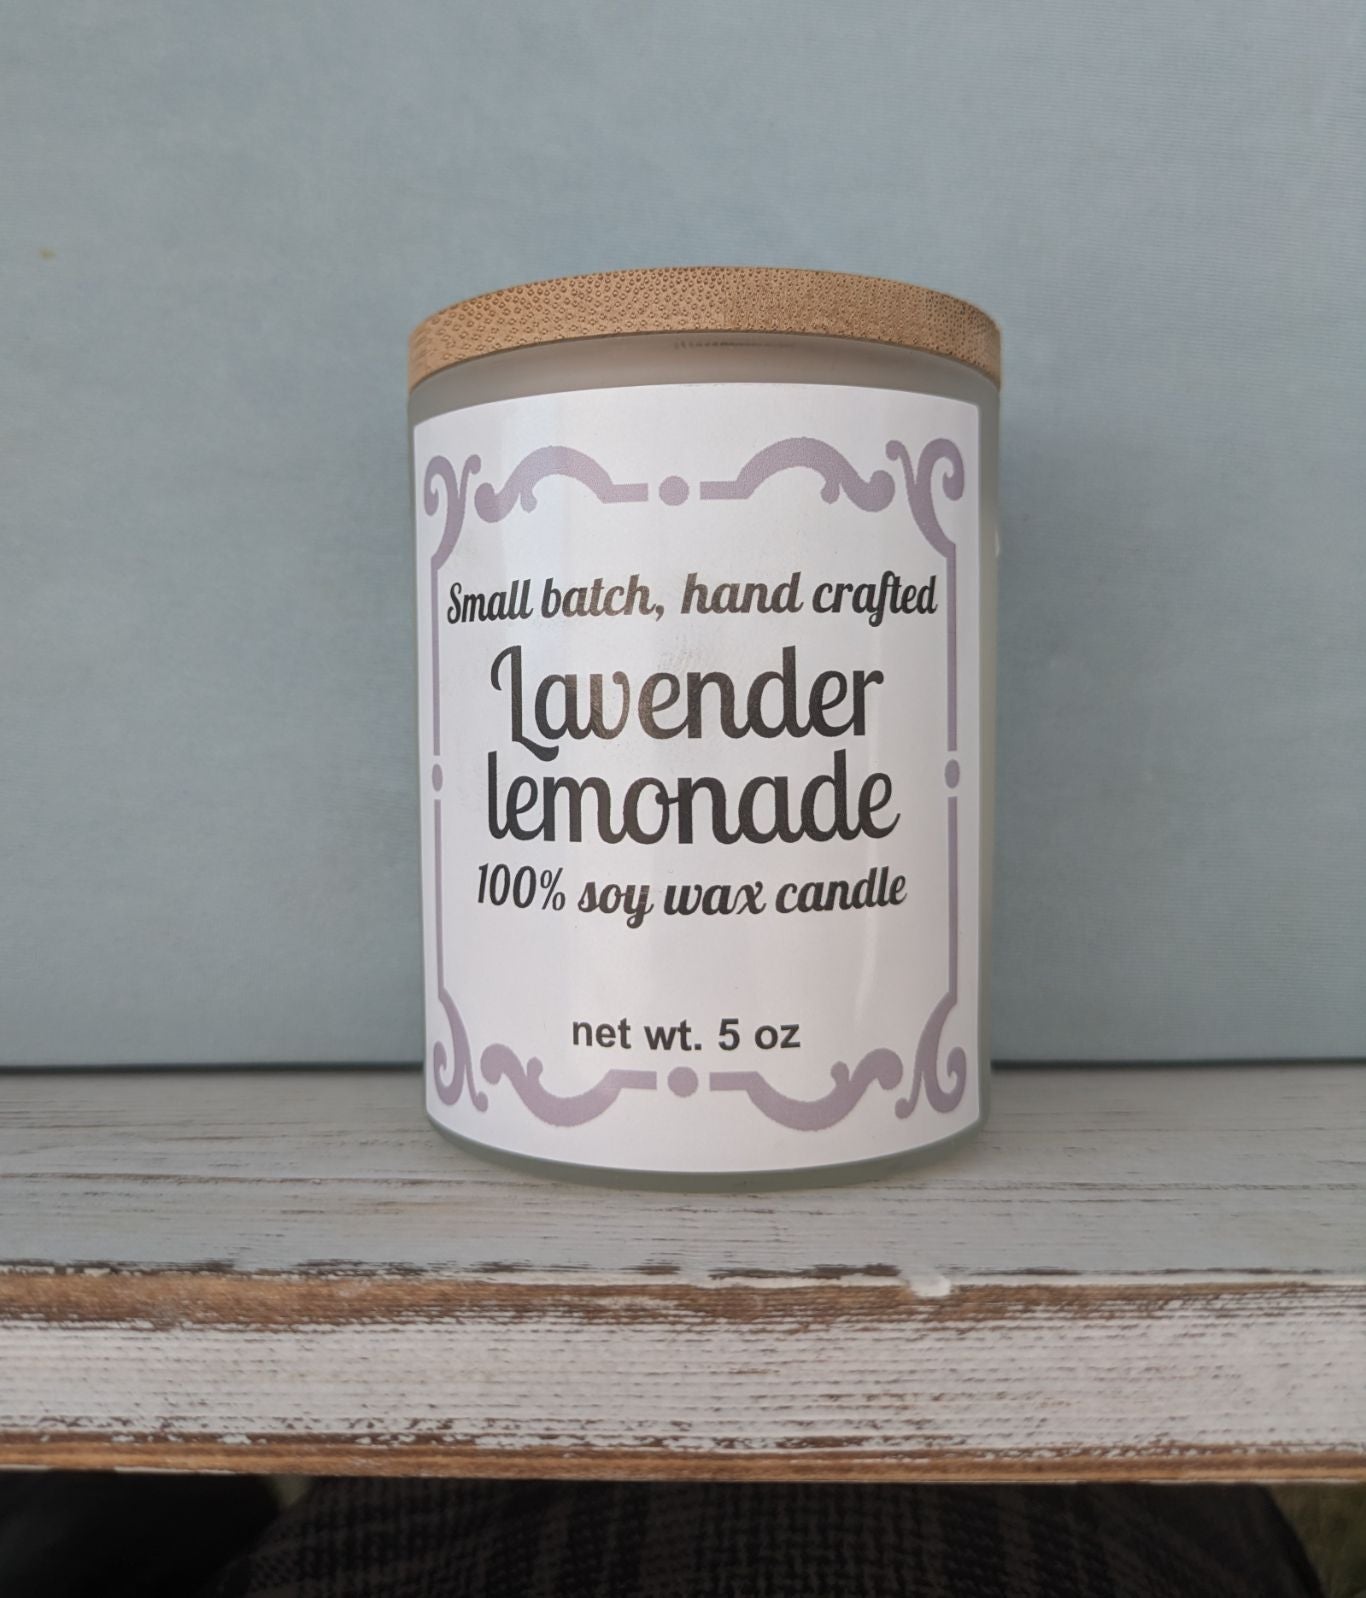 Small batch, hand crafted
Lavender
lemonade
100% soy wax candle
net wt. 5 oz